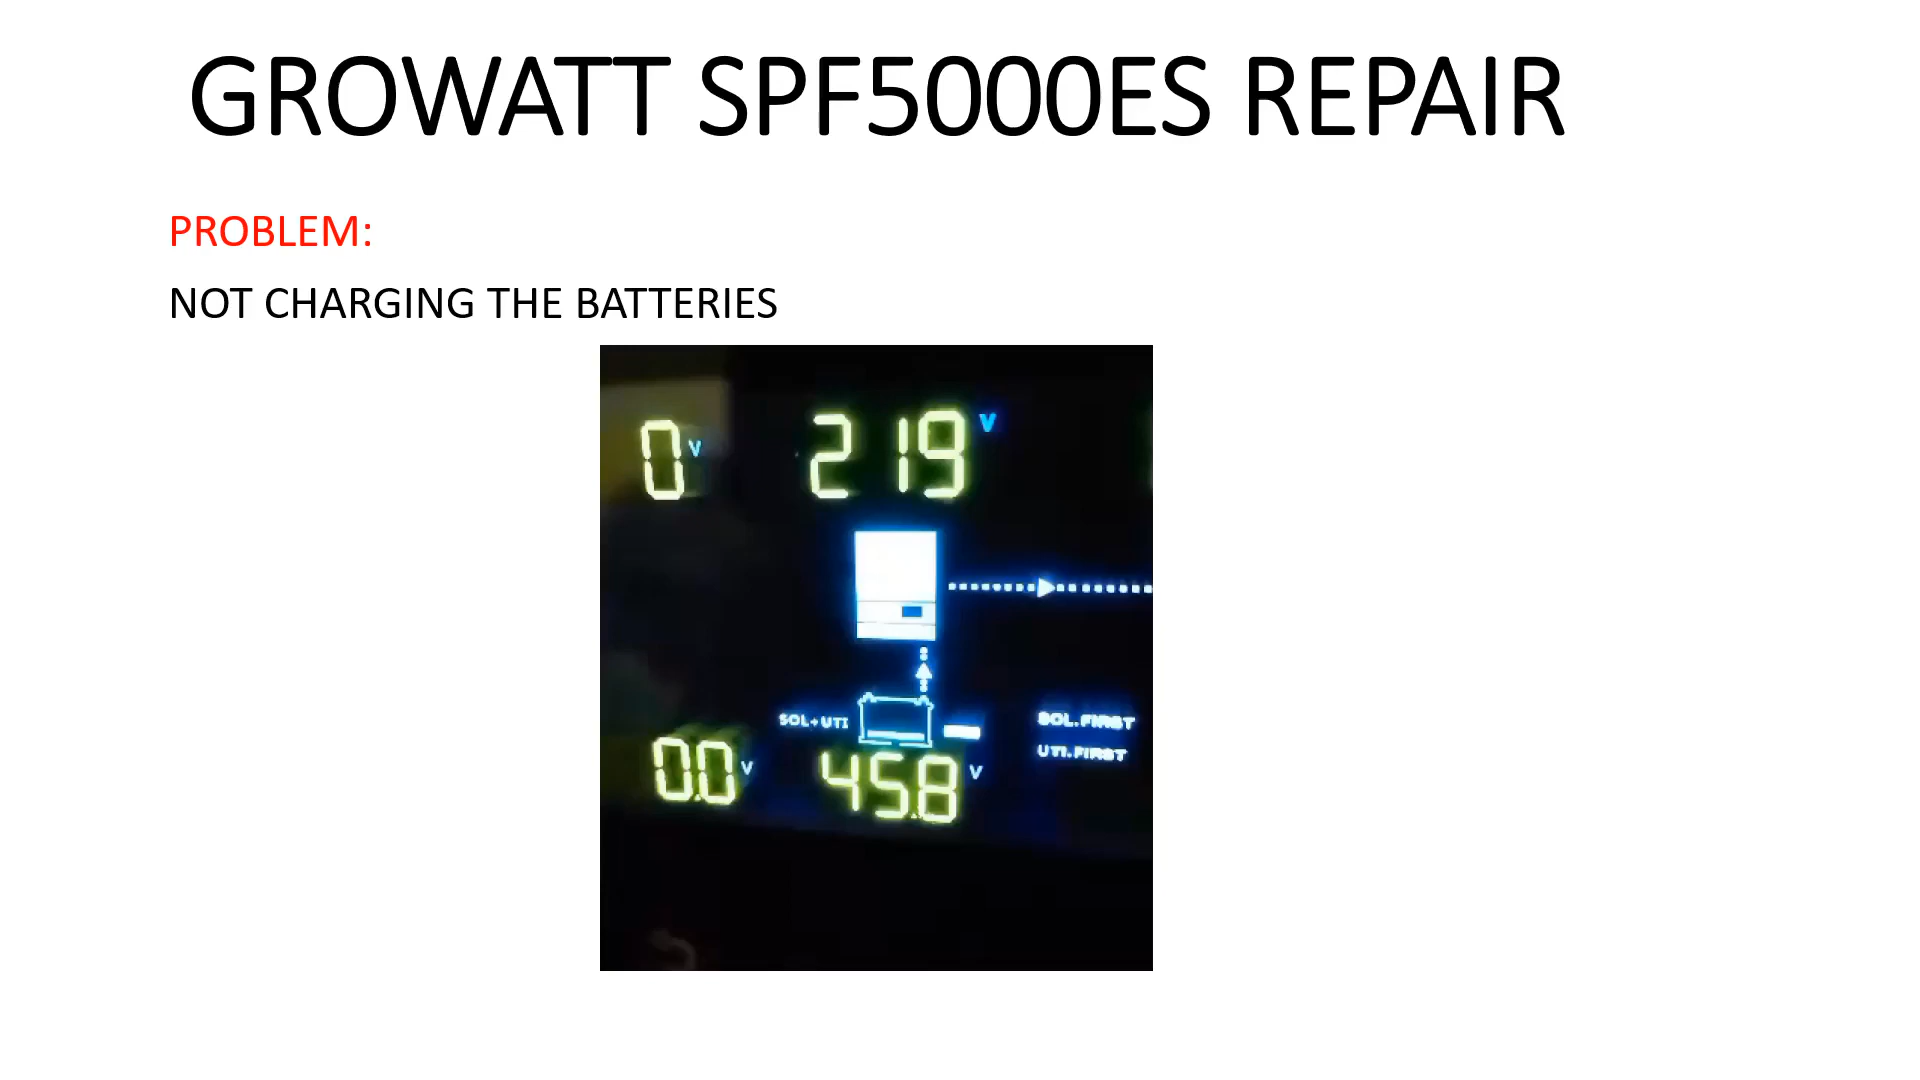 GROWATT SPF5000ES REPAIR
PROBLEM:
NOT CHARGING THE BATTERIES
0 V 219 V
SOL+UTI SOL.FIRST
UTI.FIRST
0.0 V 45.8 V